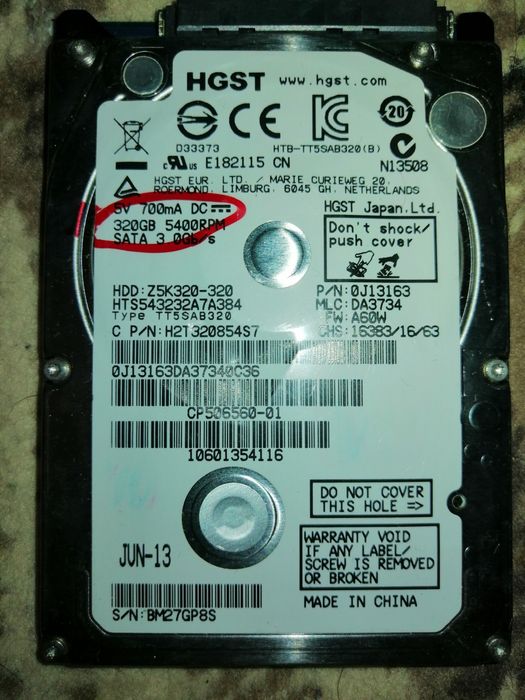 HGST www.hgst.com
D33373
HTB-TT5SAB320(B)
20
c UL us E182115 CN
N13508
HGST EUR. LTD. / MARIE CURIEWEG 20,
ROERMOND, LIMBURG, 6045 GH, NETHERLANDS
5V 700mA DC
320GB 5400RPM
SATA 3.0Gb/s
HGST Japan,Ltd.
Don't shock/
push cover
HDD:Z5K320-320
HTS543232A7A384
Type TT5SAB320
C P/N:H2T320854S7
P/N:0J13163
MLC:DA3734
FW:A60W
CHS:16383/16/63
0J13163DA37340C36
CP506560-01
10601354116
DO NOT COVER
THIS HOLE =>
WARRANTY VOID
IF ANY LABEL/
SCREW IS REMOVED
OR BROKEN
JUN-13
MADE IN CHINA
S/N:BM27GP8S